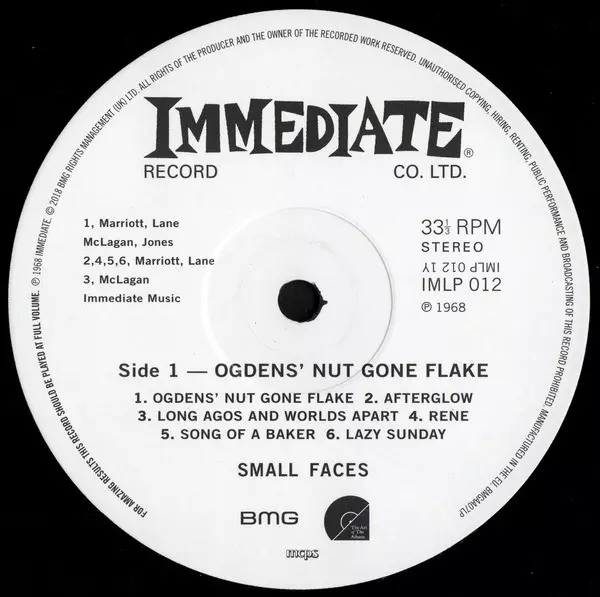 FOR AMAZING RESULTS THIS RECORD SHOULD BE PLAYED AT FULL VOLUME. ℗ 1968 IMMEDIATE. © 2018 BMG RIGHTS MANAGEMENT (UK) LTD. ALL RIGHTS OF THE PRODUCER AND THE OWNER OF THE RECORDED WORK RESERVED. UNAUTHORISED COPYING, HIRING, RENTING, PUBLIC PERFORMANCE AND BROADCASTING OF THIS RECORD PROHIBITED. MANUFACTURED IN THE EU. BMGAA07LP
IMMEDIATE®
RECORD CO. LTD.
1, Marriott, Lane
McLagan, Jones
2,4,5,6, Marriott, Lane
3, McLagan
Immediate Music
33⅓ RPM
STEREO
IMLP 012 1Y
IMLP 012
℗ 1968
Side 1 — OGDENS’ NUT GONE FLAKE
1. OGDENS’ NUT GONE FLAKE 2. AFTERGLOW
3. LONG AGOS AND WORLDS APART 4. RENE
5. SONG OF A BAKER 6. LAZY SUNDAY
SMALL FACES
BMG
The Art of
The Album
mcps